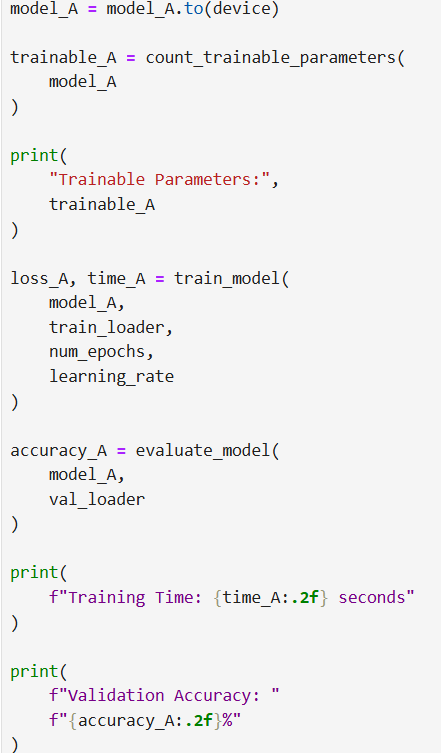 model_A = model_A.to(device)
trainable_A = count_trainable_parameters(
    model_A
)
print(
    "Trainable Parameters:",
    trainable_A
)
loss_A, time_A = train_model(
    model_A,
    train_loader,
    num_epochs,
    learning_rate
)
accuracy_A = evaluate_model(
    model_A,
    val_loader
)
print(
    f"Training Time: {time_A:.2f} seconds"
)
print(
    f"Validation Accuracy: "
    f"{accuracy_A:.2f}%"
)